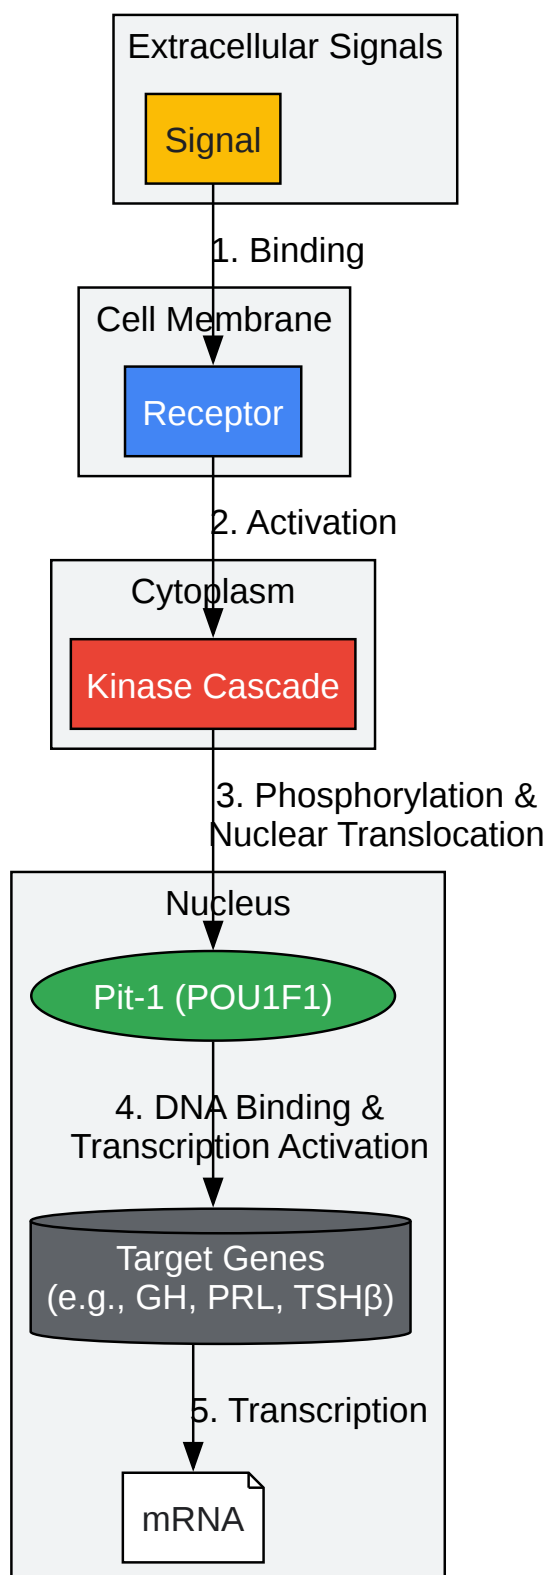 Extracellular Signals
Signal
1. Binding
Cell Membrane
Receptor
2. Activation
Cytoplasm
Kinase Cascade
3. Phosphorylation &
Nuclear Translocation
Nucleus
Pit-1 (POU1F1)
4. DNA Binding &
Transcription Activation
Target Genes
(e.g., GH, PRL, TSHβ)
5. Transcription
mRNA